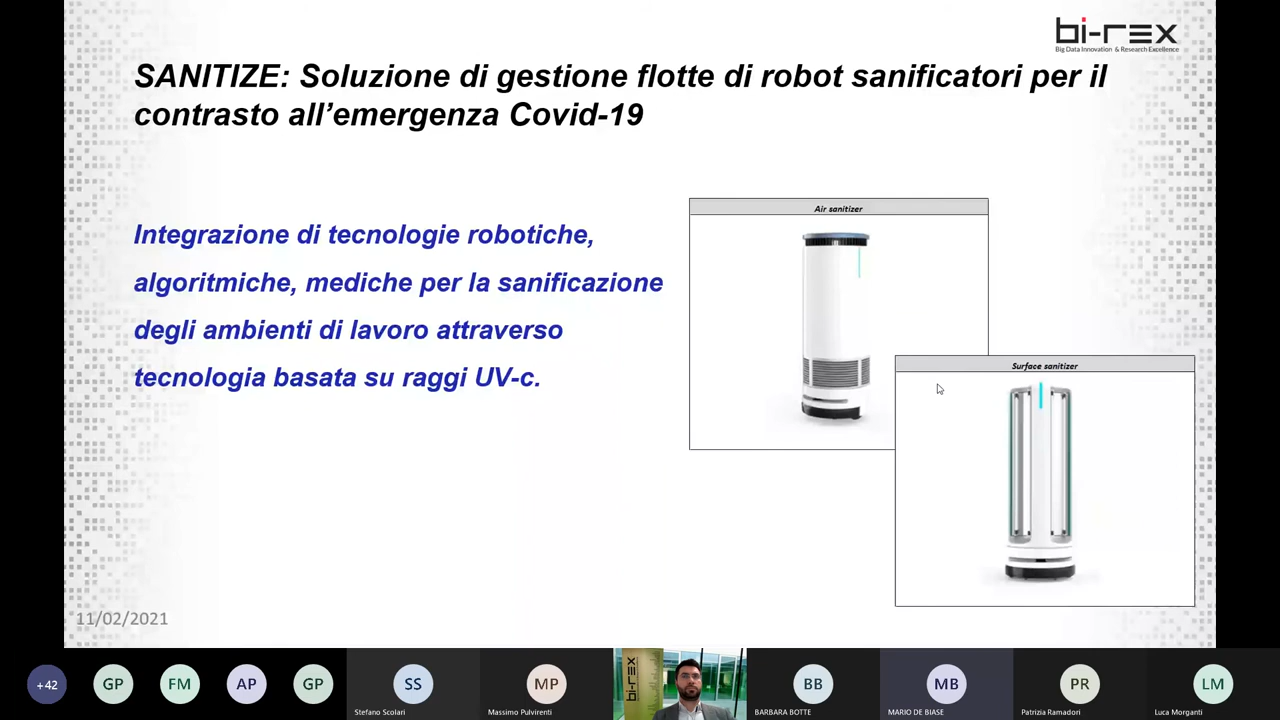 bi-rex
Big Data Innovation & Research Excellence
SANITIZE: Soluzione di gestione flotte di robot sanificatori per il
contrasto all’emergenza Covid-19
Integrazione di tecnologie robotiche,
algoritmiche, mediche per la sanificazione
degli ambienti di lavoro attraverso
tecnologia basata su raggi UV-c.
Air sanitizer
Surface sanitizer
11/02/2021
+42
GP
FM
AP
GP
SS
Stefano Scolari
MP
Massimo Pulvirenti
bi-rex
BB
BARBARA BOTTE
MB
MARIO DE BIASE
PR
Patrizia Ramadori
LM
Luca Morganti